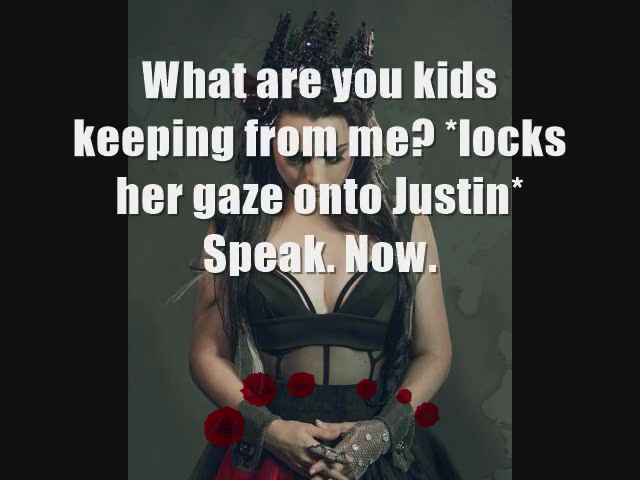 What are you kids
keeping from me? *locks
her gaze onto Justin*
Speak. Now.